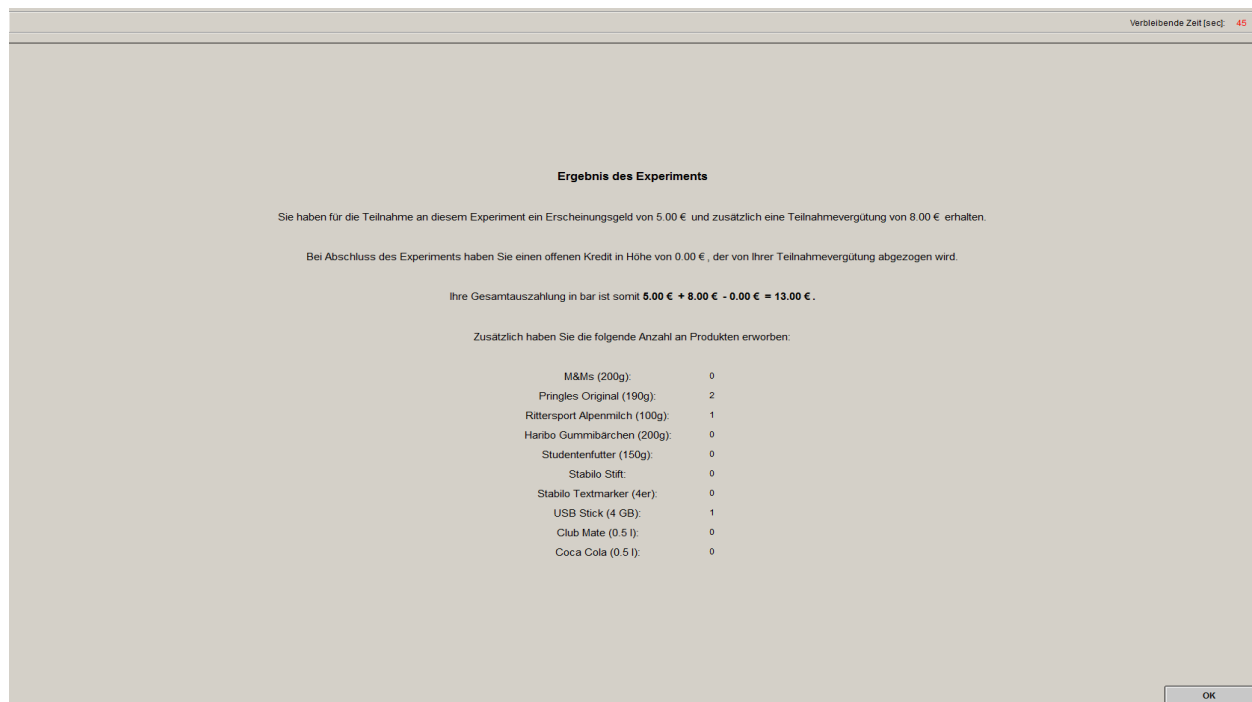 Verbleibende Zeit [sec]: 45
Ergebnis des Experiments
Sie haben für die Teilnahme an diesem Experiment ein Erscheinungsgeld von 5.00 € und zusätzlich eine Teilnahmevergütung von 8.00 € erhalten.
Bei Abschluss des Experiments haben Sie einen offenen Kredit in Höhe von 0.00 € , der von Ihrer Teilnahmevergütung abgezogen wird.
Ihre Gesamtauszahlung in bar ist somit 5.00 € + 8.00 € - 0.00 € = 13.00 € .
Zusätzlich haben Sie die folgende Anzahl an Produkten erworben:
M&Ms (200g): 0
Pringles Original (190g): 2
Rittersport Alpenmilch (100g): 1
Haribo Gummibärchen (200g): 0
Studentenfutter (150g): 0
Stabilo Stift: 0
Stabilo Textmarker (4er): 0
USB Stick (4 GB): 1
Club Mate (0.5 l): 0
Coca Cola (0.5 l): 0
OK